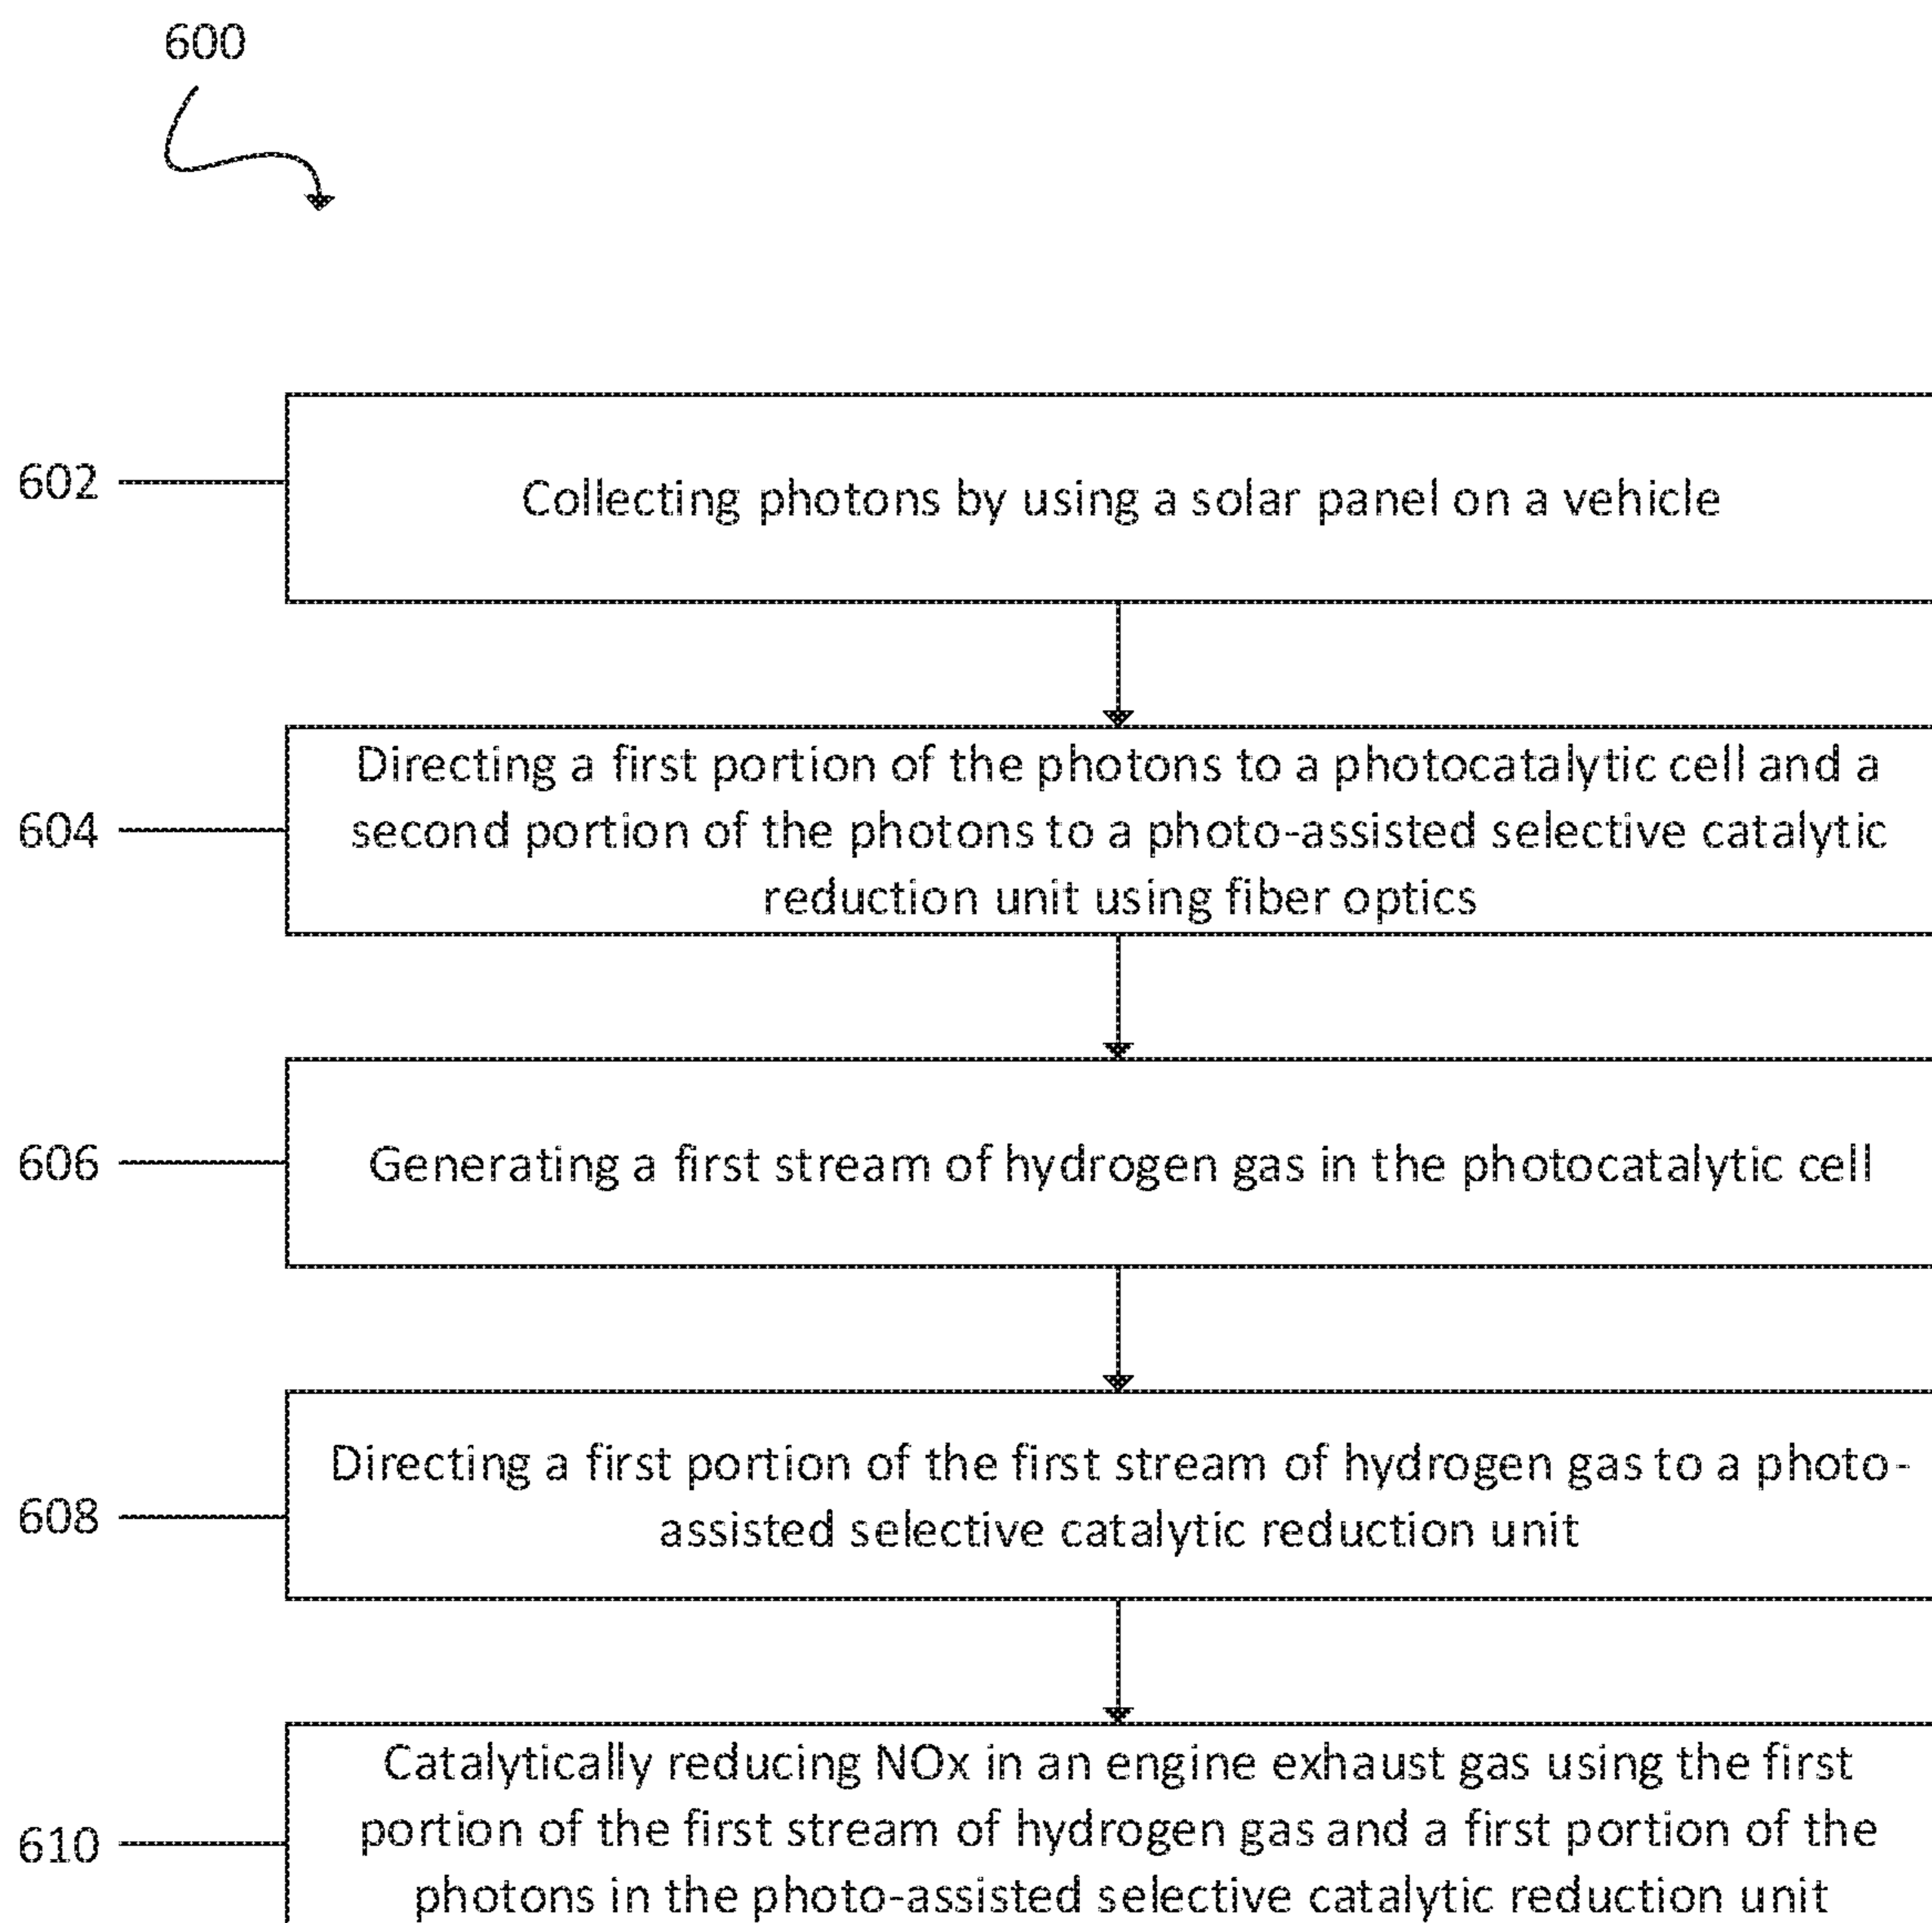 600
602
Collecting photons by using a solar panel on a vehicle
604
Directing a first portion of the photons to a photocatalytic cell and a
second portion of the photons to a photo-assisted selective catalytic
reduction unit using fiber optics
606
Generating a first stream of hydrogen gas in the photocatalytic cell
608
Directing a first portion of the first stream of hydrogen gas to a photo-
assisted selective catalytic reduction unit
610
Catalytically reducing NOx in an engine exhaust gas using the first
portion of the first stream of hydrogen gas and a first portion of the
photons in the photo-assisted selective catalytic reduction unit